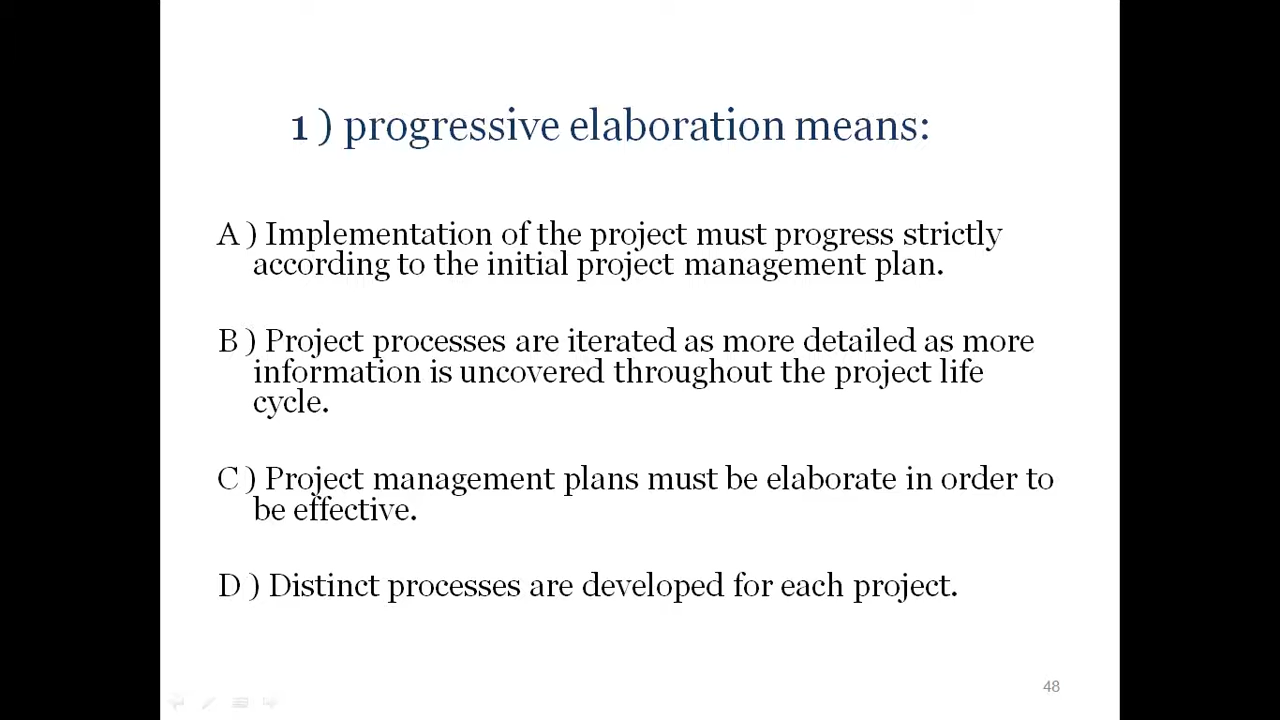 1 ) progressive elaboration means:
A ) Implementation of the project must progress strictly
according to the initial project management plan.
B ) Project processes are iterated as more detailed as more
information is uncovered throughout the project life
cycle.
C ) Project management plans must be elaborate in order to
be effective.
D ) Distinct processes are developed for each project.
48